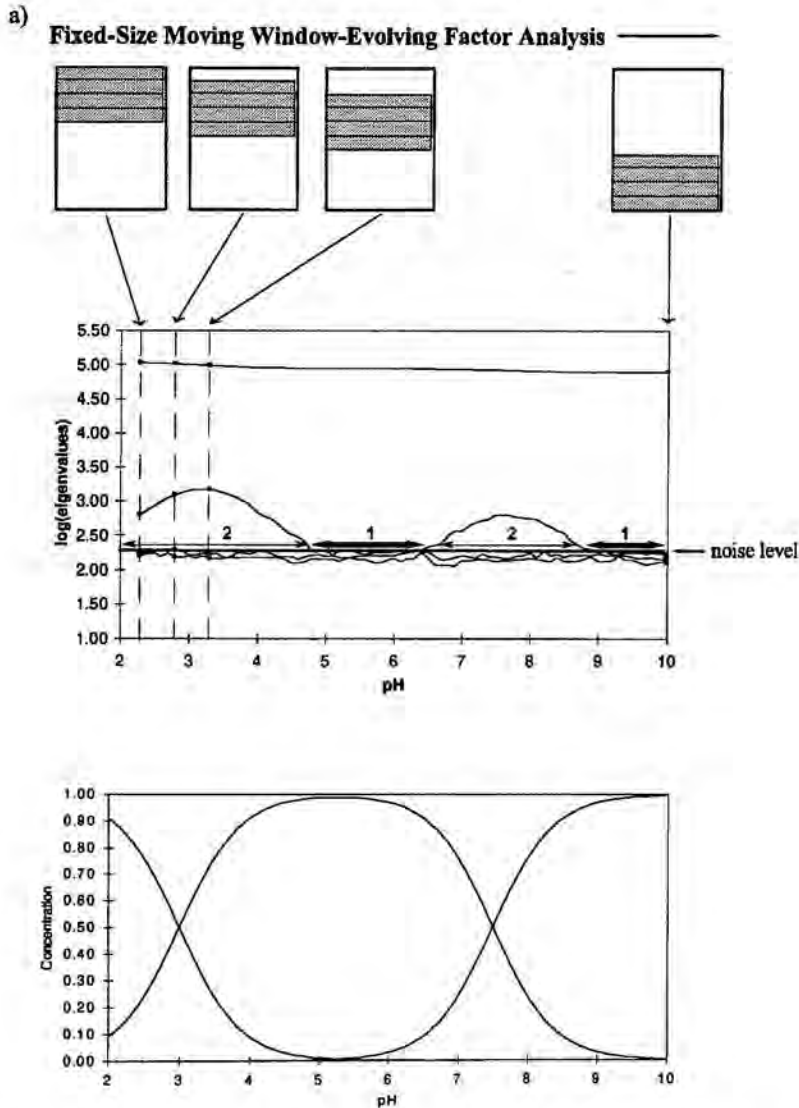 a)
Fixed-Size Moving Window-Evolving Factor Analysis
5.50
5.00
4.50
4.00
3.50
3.00
2.50
2.00
1.50
1.00
log(eigenvalues)
2 1 2 1
noise level
2 3 4 5 6 7 8 9 10
pH
1.00
0.90
0.80
0.70
0.60
0.50
0.40
0.30
0.20
0.10
0.00
Concentration
2 3 4 5 6 7 8 9 10
pH